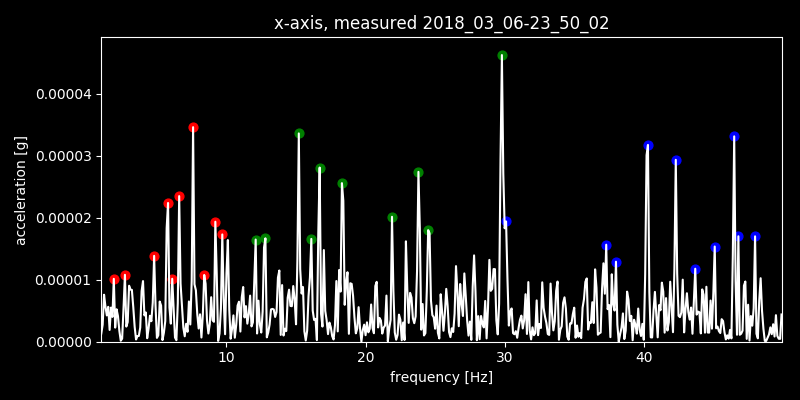 x-axis, measured 2018_03_06-23_50_02
acceleration [g]
0.00004
0.00003
0.00002
0.00001
0.00000
10 20 30 40
frequency [Hz]